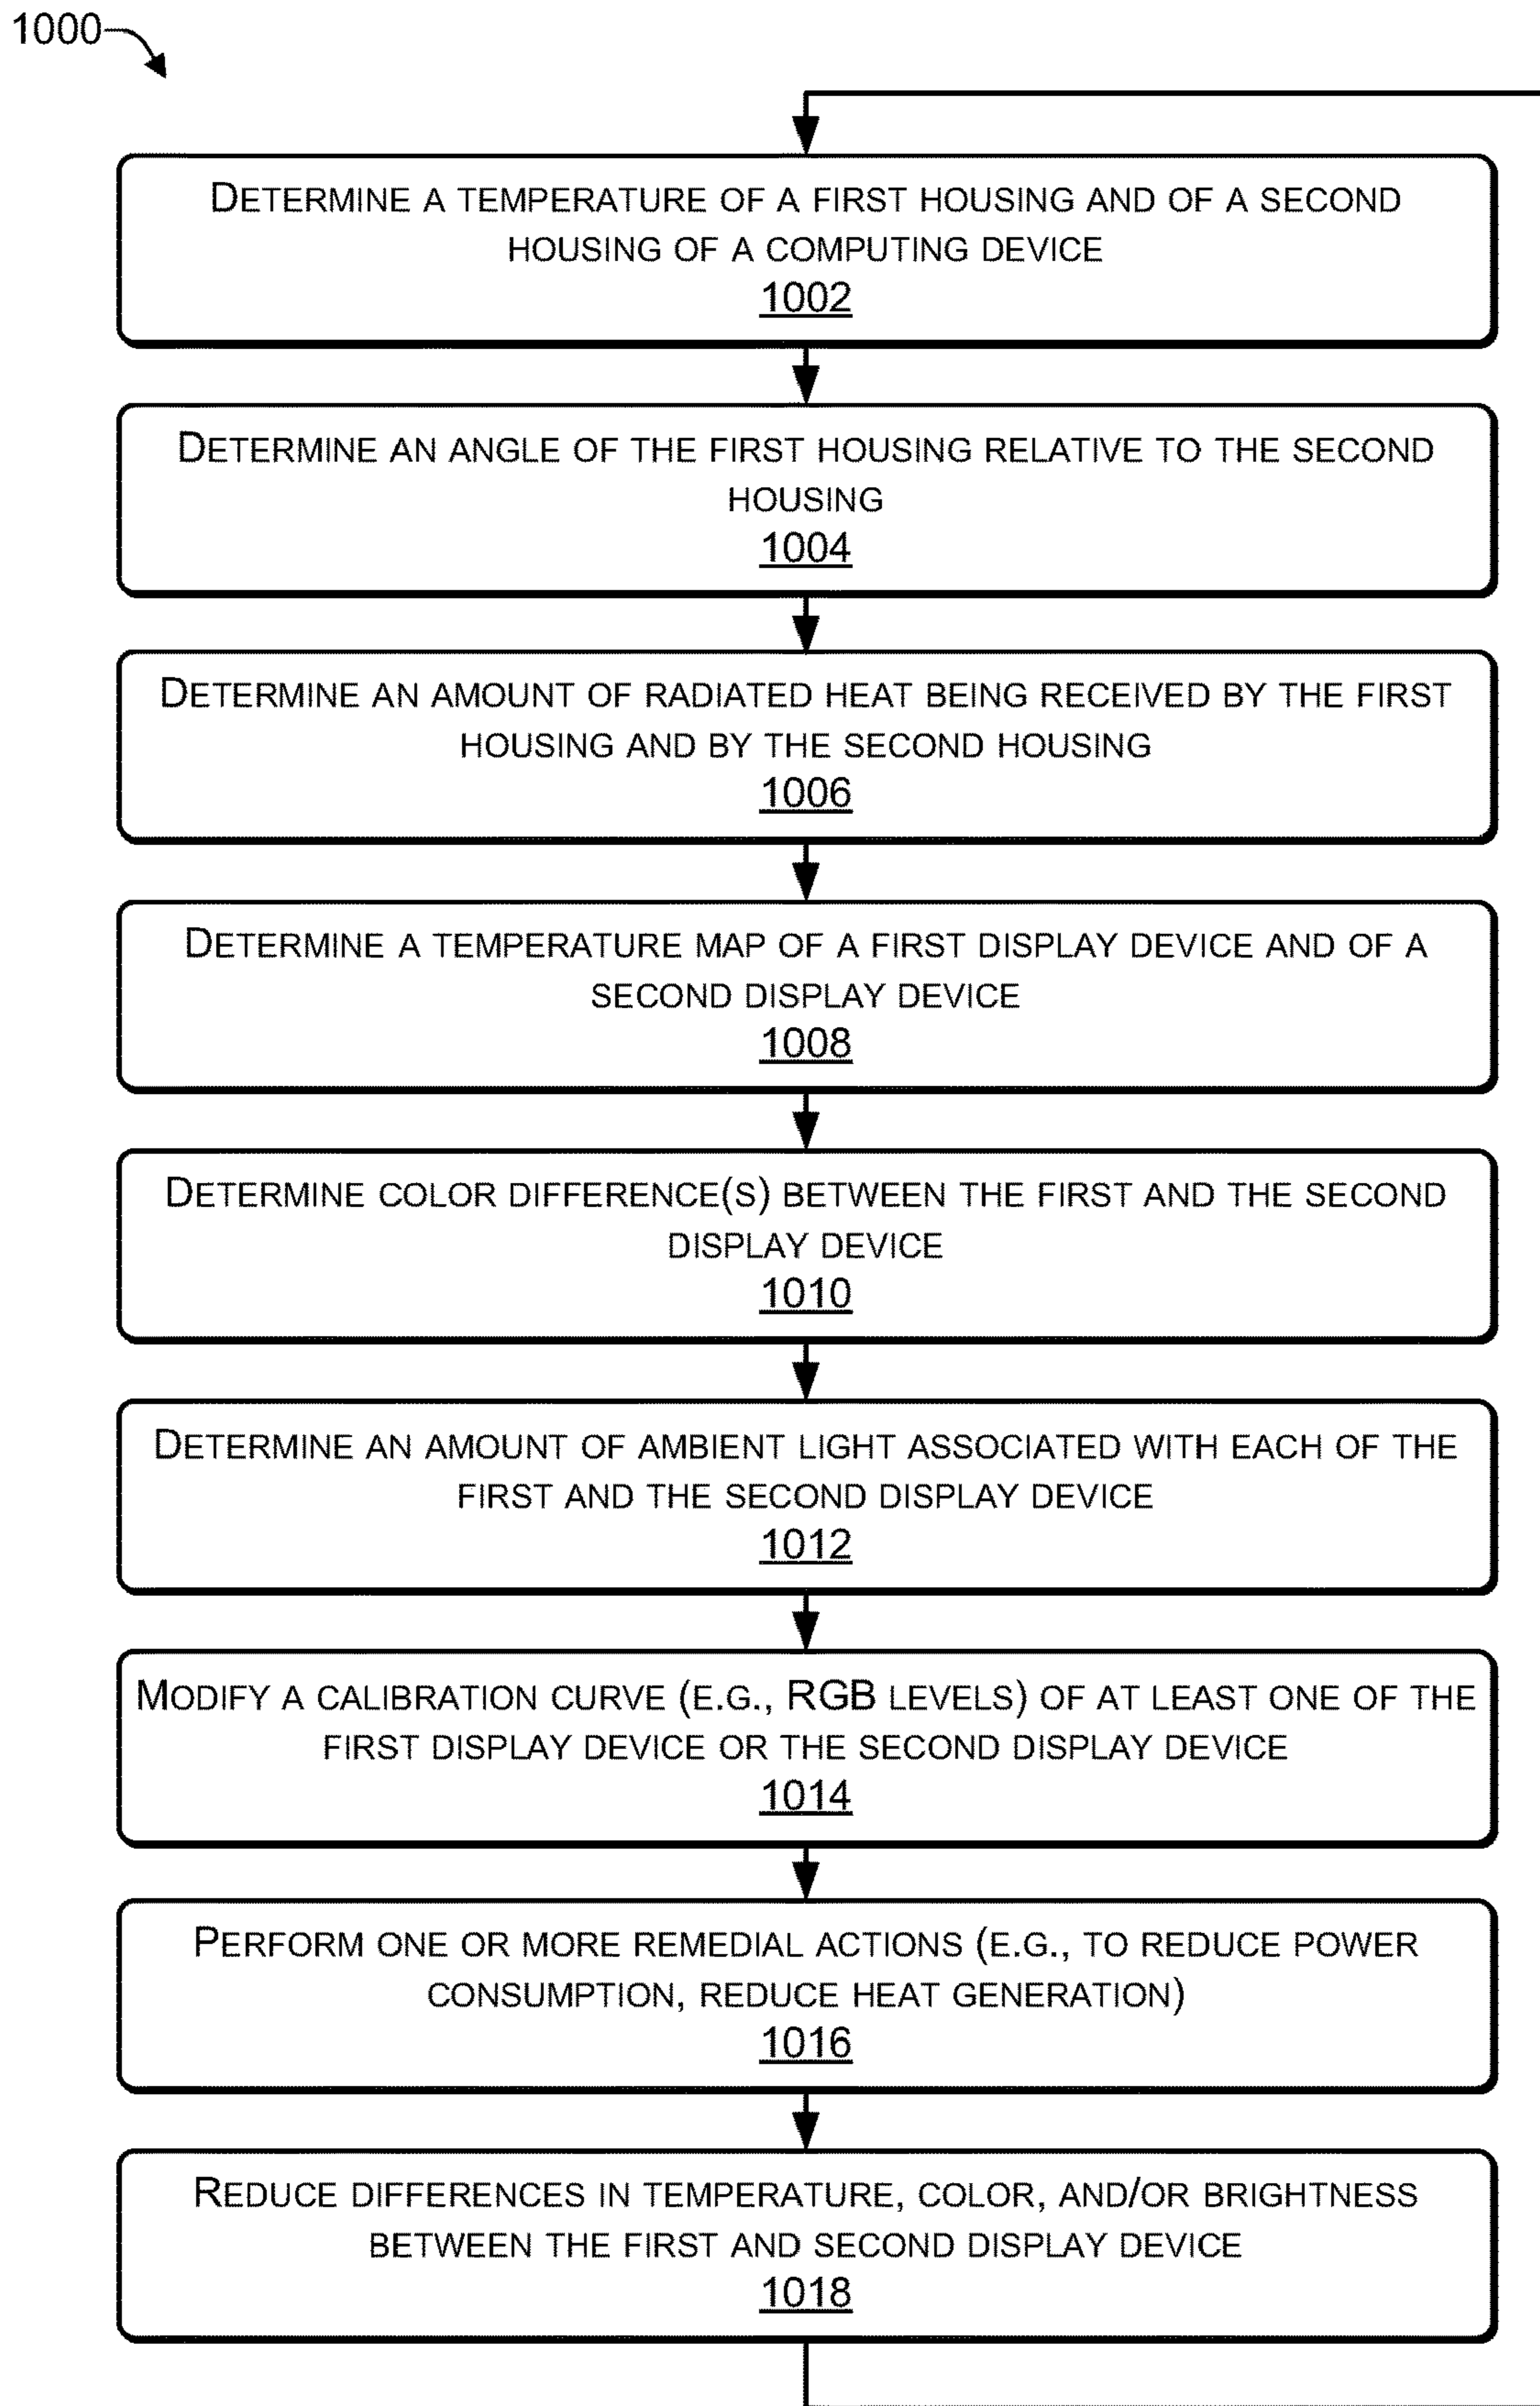 1000
DETERMINE A TEMPERATURE OF A FIRST HOUSING AND OF A SECOND
HOUSING OF A COMPUTING DEVICE
1002
DETERMINE AN ANGLE OF THE FIRST HOUSING RELATIVE TO THE SECOND
HOUSING
1004
DETERMINE AN AMOUNT OF RADIATED HEAT BEING RECEIVED BY THE FIRST
HOUSING AND BY THE SECOND HOUSING
1006
DETERMINE A TEMPERATURE MAP OF A FIRST DISPLAY DEVICE AND OF A
SECOND DISPLAY DEVICE
1008
DETERMINE COLOR DIFFERENCE(S) BETWEEN THE FIRST AND THE SECOND
DISPLAY DEVICE
1010
DETERMINE AN AMOUNT OF AMBIENT LIGHT ASSOCIATED WITH EACH OF THE
FIRST AND THE SECOND DISPLAY DEVICE
1012
MODIFY A CALIBRATION CURVE (E.G., RGB LEVELS) OF AT LEAST ONE OF THE
FIRST DISPLAY DEVICE OR THE SECOND DISPLAY DEVICE
1014
PERFORM ONE OR MORE REMEDIAL ACTIONS (E.G., TO REDUCE POWER
CONSUMPTION, REDUCE HEAT GENERATION)
1016
REDUCE DIFFERENCES IN TEMPERATURE, COLOR, AND/OR BRIGHTNESS
BETWEEN THE FIRST AND SECOND DISPLAY DEVICE
1018